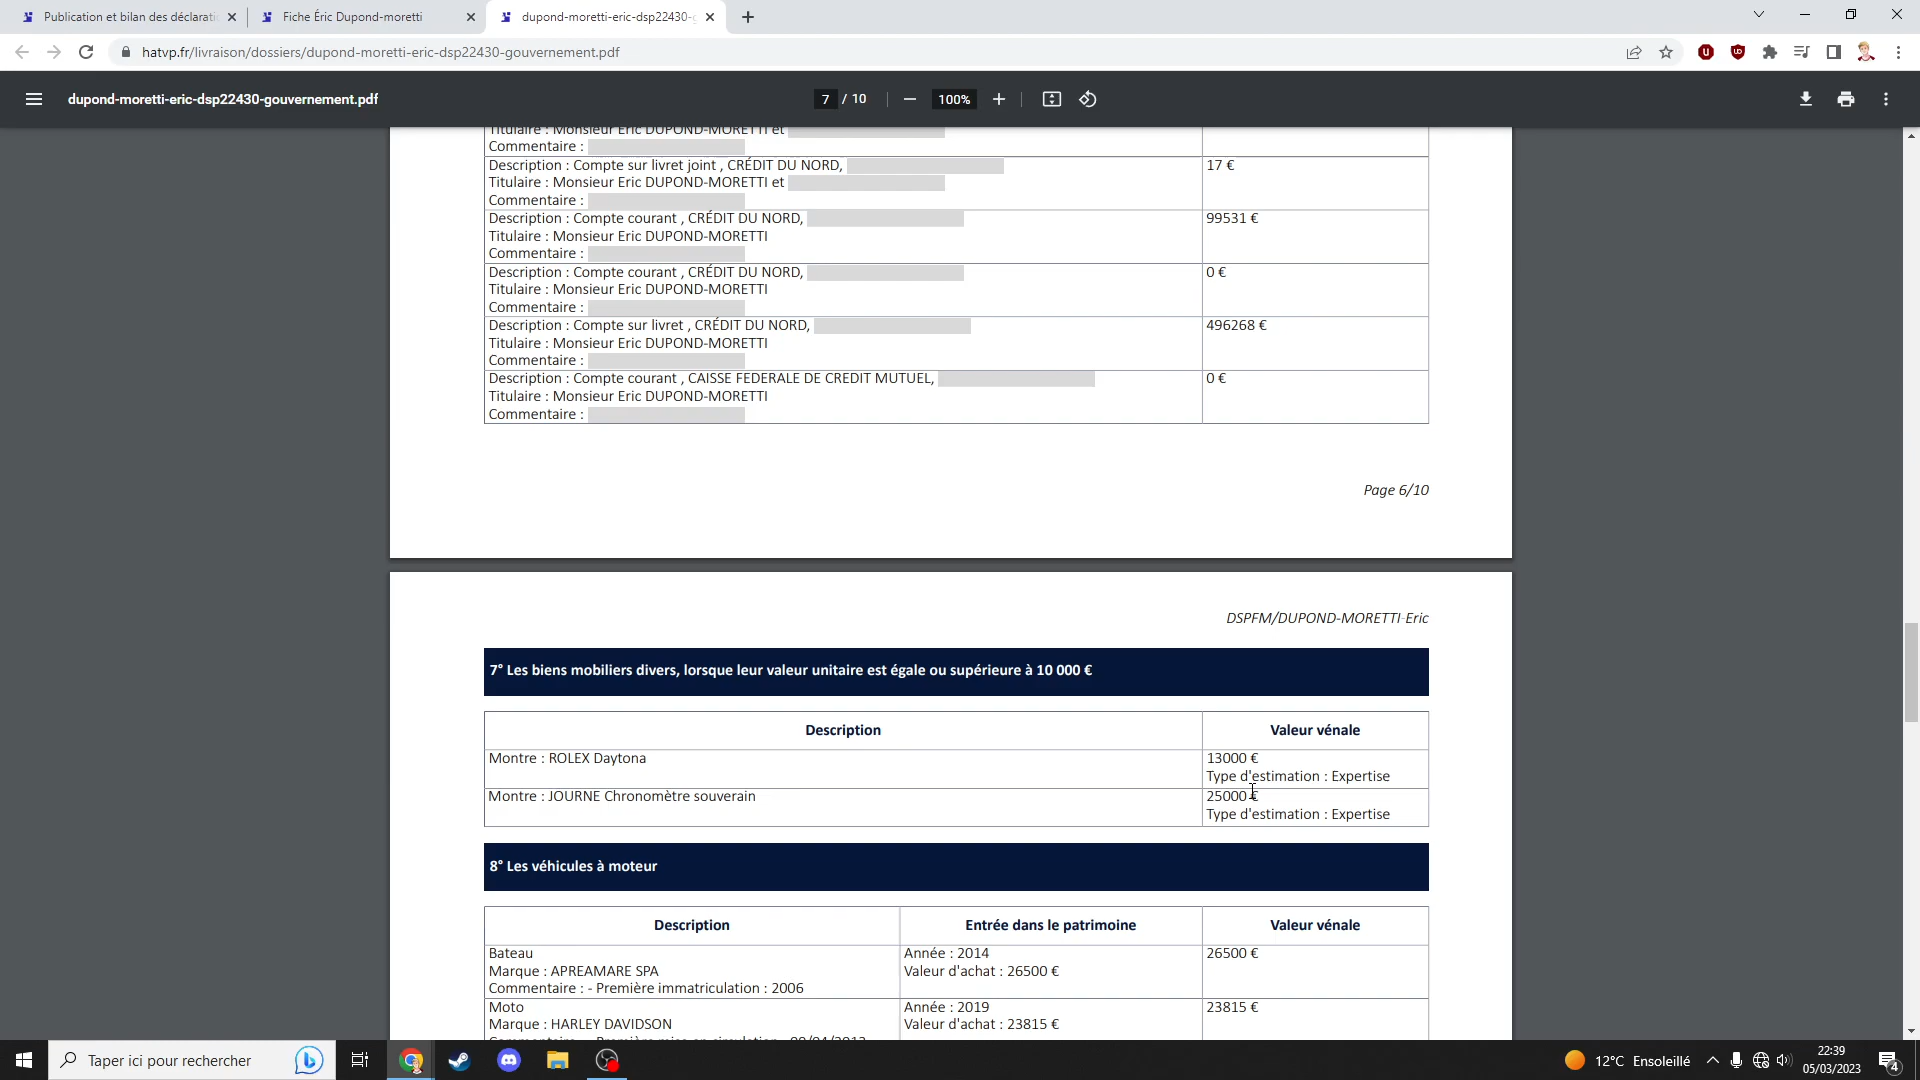 Publication et bilan des déclarati
Fiche Éric Dupond-moretti
dupond-moretti-eric-dsp22430-g
hatvp.fr/livraison/dossiers/dupond-moretti-eric-dsp22430-gouvernement.pdf
dupond-moretti-eric-dsp22430-gouvernement.pdf
7 / 10
100%
Titulaire : Monsieur Eric DUPOND-MORETTI et
Commentaire :
Description : Compte sur livret joint , CRÉDIT DU NORD,
17 €
Titulaire : Monsieur Eric DUPOND-MORETTI et
Commentaire :
Description : Compte courant , CRÉDIT DU NORD,
99531 €
Titulaire : Monsieur Eric DUPOND-MORETTI
Commentaire :
Description : Compte courant , CRÉDIT DU NORD,
0 €
Titulaire : Monsieur Eric DUPOND-MORETTI
Commentaire :
Description : Compte sur livret , CRÉDIT DU NORD,
496268 €
Titulaire : Monsieur Eric DUPOND-MORETTI
Commentaire :
Description : Compte courant , CAISSE FEDERALE DE CREDIT MUTUEL,
0 €
Titulaire : Monsieur Eric DUPOND-MORETTI
Commentaire :
Page 6/10
DSPFM/DUPOND-MORETTI-Eric
7° Les biens mobiliers divers, lorsque leur valeur unitaire est égale ou supérieure à 10 000 €
Description
Valeur vénale
Montre : ROLEX Daytona
13000 €
Type d'estimation : Expertise
Montre : JOURNE Chronomètre souverain
25000 €
Type d'estimation : Expertise
8° Les véhicules à moteur
Description
Entrée dans le patrimoine
Valeur vénale
Bateau
Marque : APREAMARE SPA
Commentaire : - Première immatriculation : 2006
Année : 2014
Valeur d'achat : 26500 €
26500 €
Moto
Marque : HARLEY DAVIDSON
Année : 2019
Valeur d'achat : 23815 €
23815 €
Taper ici pour rechercher
12°C Ensoleillé
22:39
05/03/2023
4